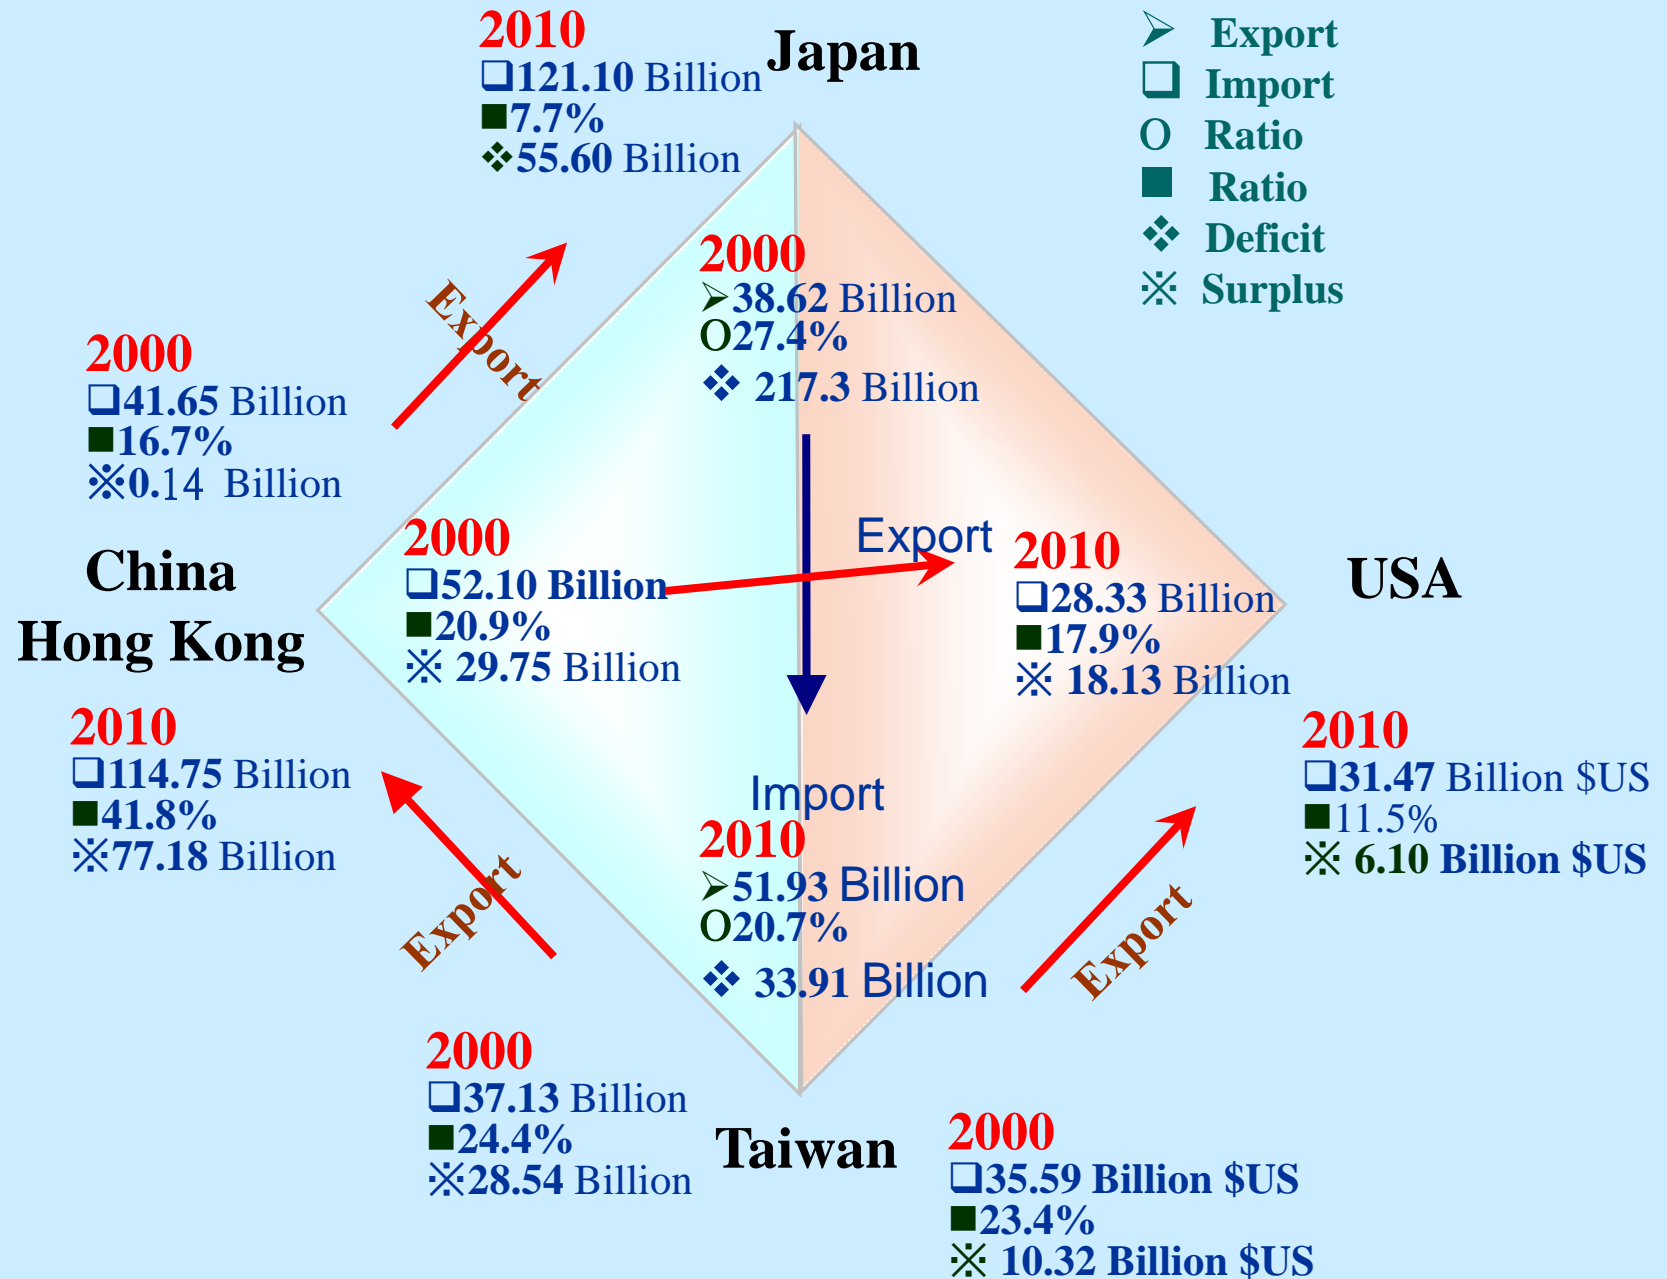 2010
❑121.10 Billion
■7.7%
❖55.60 Billion
Japan
➢ Export
❑ Import
O Ratio
■ Ratio
❖ Deficit
※ Surplus
2000
➢38.62 Billion
O27.4%
❖ 217.3 Billion
Export
2000
❑41.65 Billion
■16.7%
※0.14 Billion
China
Hong Kong
2000
❑52.10 Billion
■20.9%
※ 29.75 Billion
Export
2010
❑28.33 Billion
■17.9%
※ 18.13 Billion
USA
2010
❑114.75 Billion
■41.8%
※77.18 Billion
Export
Import
2010
➢51.93 Billion
O20.7%
❖ 33.91 Billion
Export
2010
❑31.47 Billion $US
■11.5%
※ 6.10 Billion $US
2000
❑37.13 Billion
■24.4%
※28.54 Billion
Taiwan
2000
❑35.59 Billion $US
■23.4%
※ 10.32 Billion $US